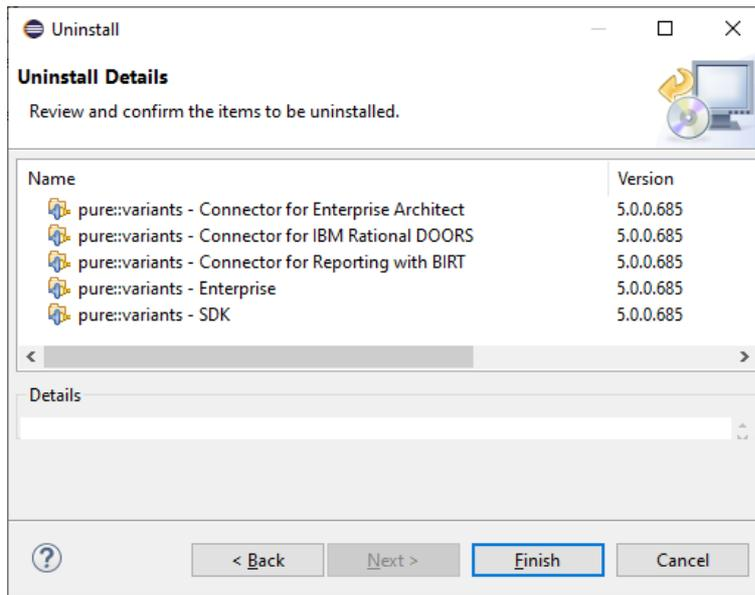 Uninstall
Uninstall Details
Review and confirm the items to be uninstalled.
Name Version
pure::variants - Connector for Enterprise Architect 5.0.0.685
pure::variants - Connector for IBM Rational DOORS 5.0.0.685
pure::variants - Connector for Reporting with BIRT 5.0.0.685
pure::variants - Enterprise 5.0.0.685
pure::variants - SDK 5.0.0.685
Details
< Back Next > Finish Cancel